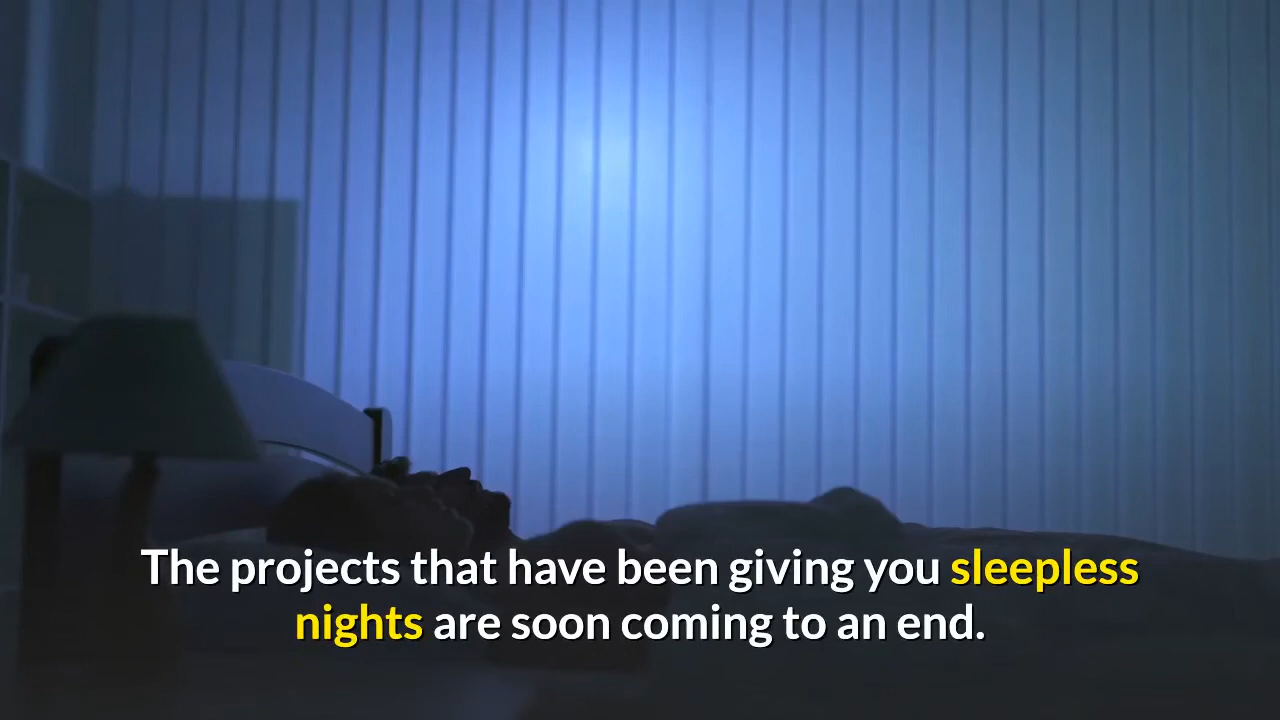 The projects that have been giving you sleepless
nights are soon coming to an end.